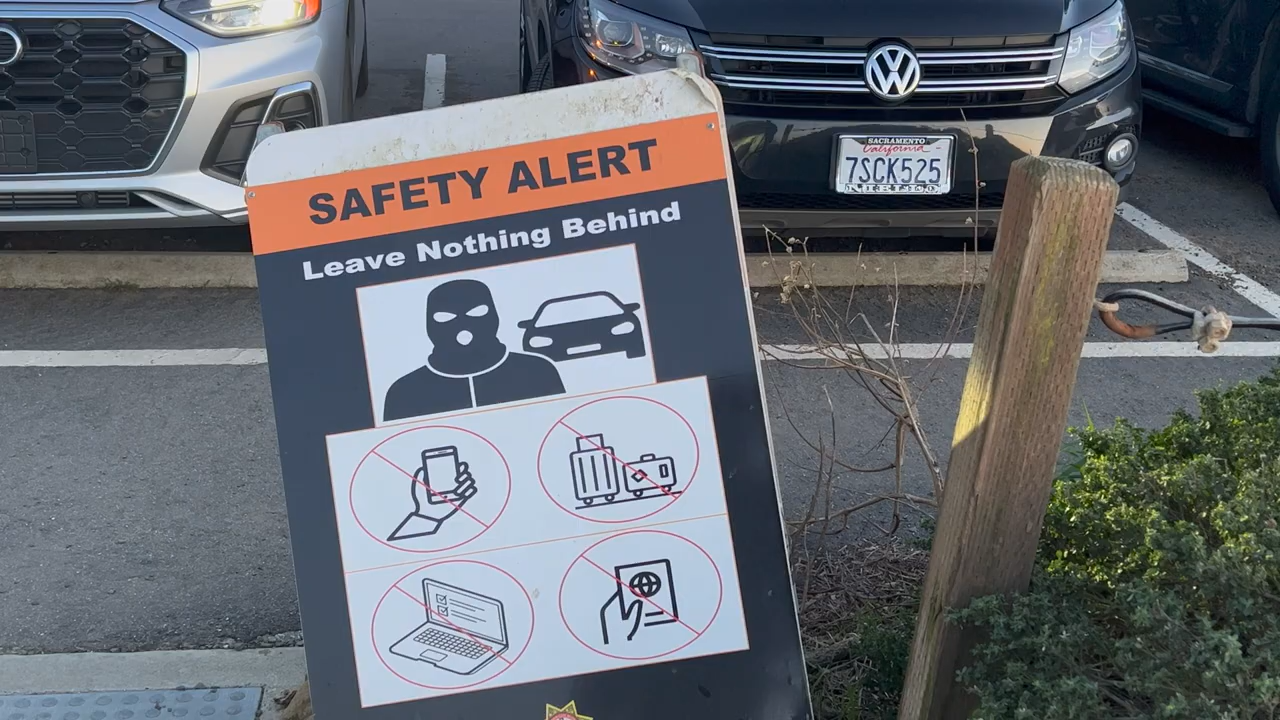 SAFETY ALERT
Leave Nothing Behind
SACRAMENTO
California
7SCK525